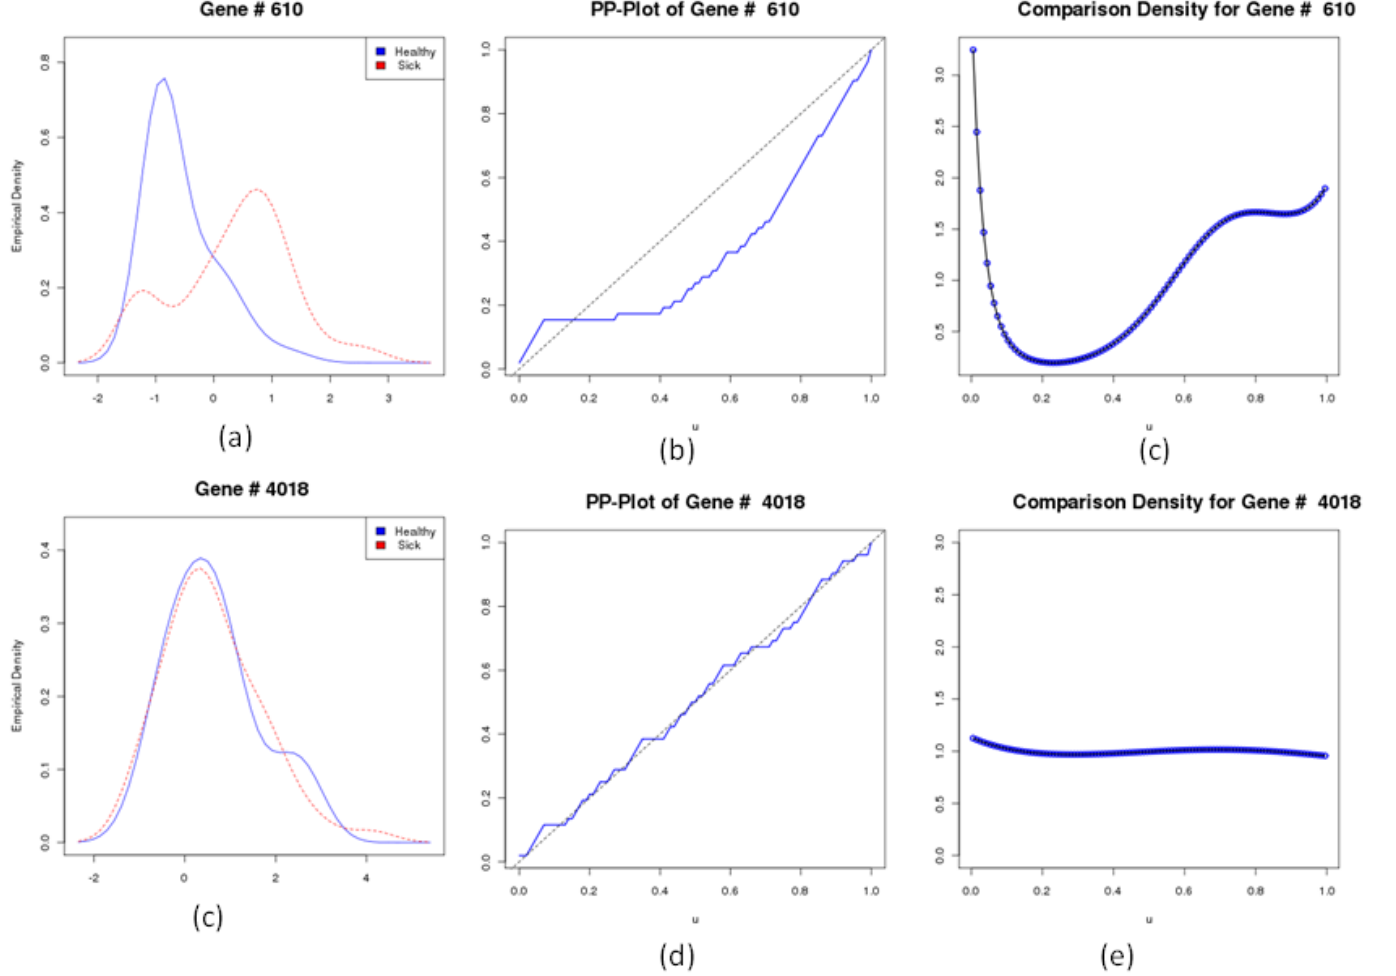 Gene # 610
Healthy
Sick
Empirical Density
0.0 0.2 0.4 0.6 0.8
-2 -1 0 1 2 3
(a)
PP-Plot of Gene # 610
0.0 0.2 0.4 0.6 0.8 1.0
0.0 0.2 0.4 0.6 0.8 1.0
u
(b)
Comparison Density for Gene # 610
0.5 1.0 1.5 2.0 2.5 3.0
0.0 0.2 0.4 0.6 0.8 1.0
u
(c)
Gene # 4018
Healthy
Sick
Empirical Density
0.0 0.1 0.2 0.3 0.4
-2 0 2 4
(c)
PP-Plot of Gene # 4018
0.0 0.2 0.4 0.6 0.8 1.0
0.0 0.2 0.4 0.6 0.8 1.0
u
(d)
Comparison Density for Gene # 4018
0.0 0.5 1.0 1.5 2.0 2.5 3.0
0.0 0.2 0.4 0.6 0.8 1.0
u
(e)